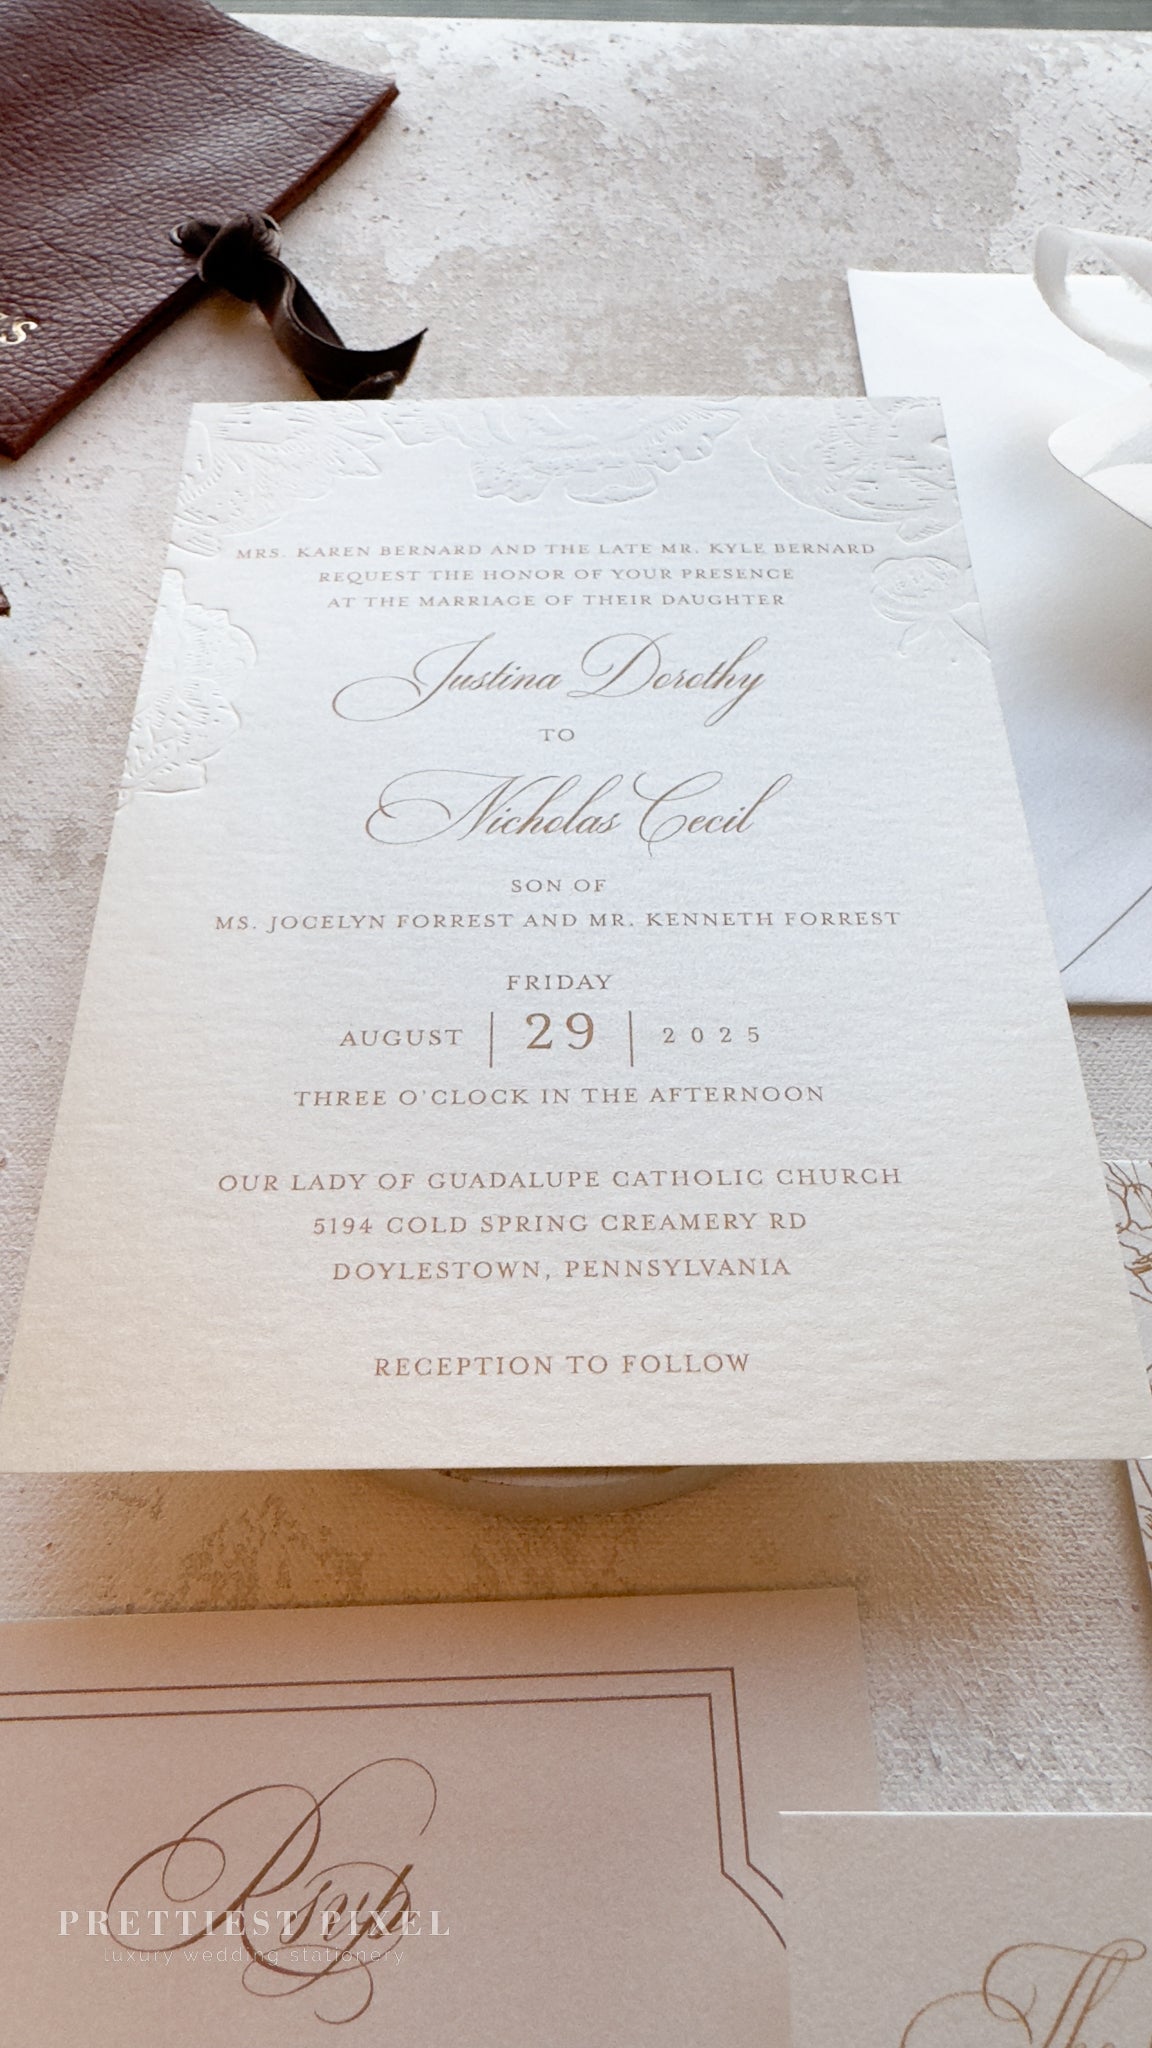 MRS. KAREN BERNARD AND THE LATE MR. KYLE BERNARD
REQUEST THE HONOR OF YOUR PRESENCE
AT THE MARRIAGE OF THEIR DAUGHTER
Justina Dorothy
TO
Nicholas Cecil
SON OF
MS. JOCELYN FORREST AND MR. KENNETH FORREST
FRIDAY
AUGUST | 29 | 2025
THREE O'CLOCK IN THE AFTERNOON
OUR LADY OF GUADALUPE CATHOLIC CHURCH
5194 COLD SPRING CREAMERY RD
DOYLESTOWN, PENNSYLVANIA
RECEPTION TO FOLLOW
Rsvp
PRETTIEST PIXEL
luxury wedding stationery
The